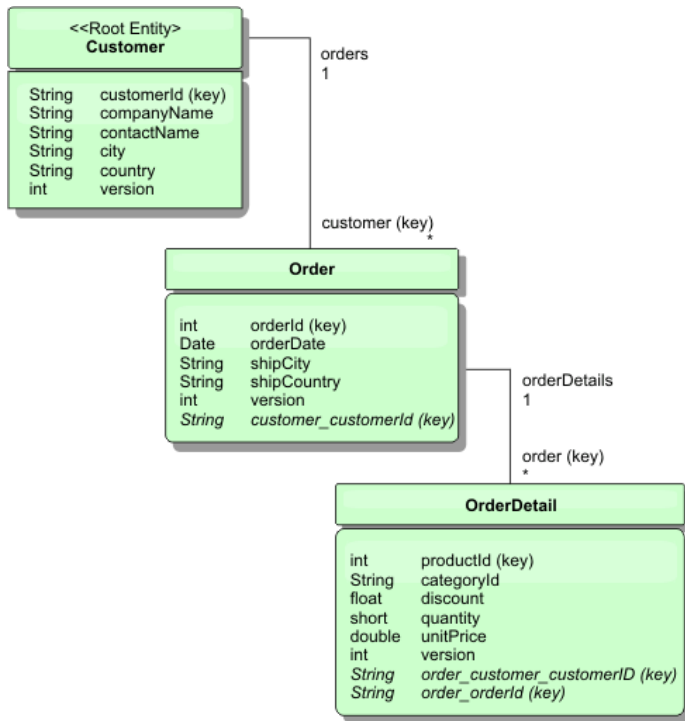 <<Root Entity>
Customer
String customerId (key)
String companyName
String contactName
String city
String country
int version
orders
1
customer (key)
*
Order
int orderId (key)
Date orderDate
String shipCity
String shipCountry
int version
String customer_customerId (key)
orderDetails
1
order (key)
*
OrderDetail
int productId (key)
String categoryId
float discount
short quantity
double unitPrice
int version
String order_customer_customerID (key)
String order_orderId (key)